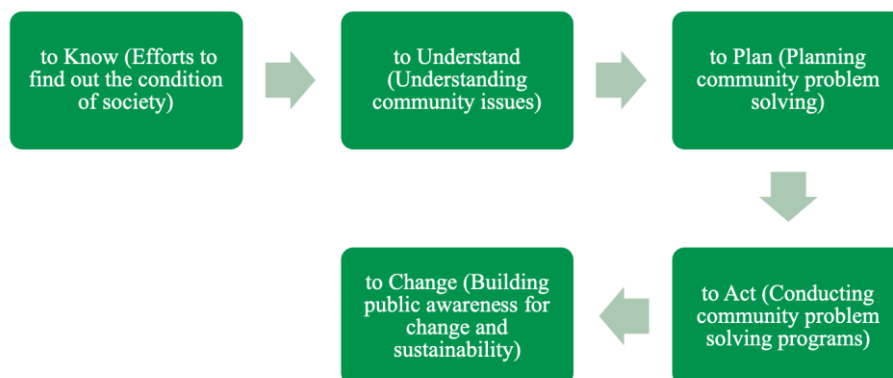 to Know (Efforts to
find out the condition
of society)
to Understand
(Understanding
community issues)
to Plan (Planning
community problem
solving)
to Act (Conducting
community problem
solving programs)
to Change (Building
public awareness for
change and
sustainability)